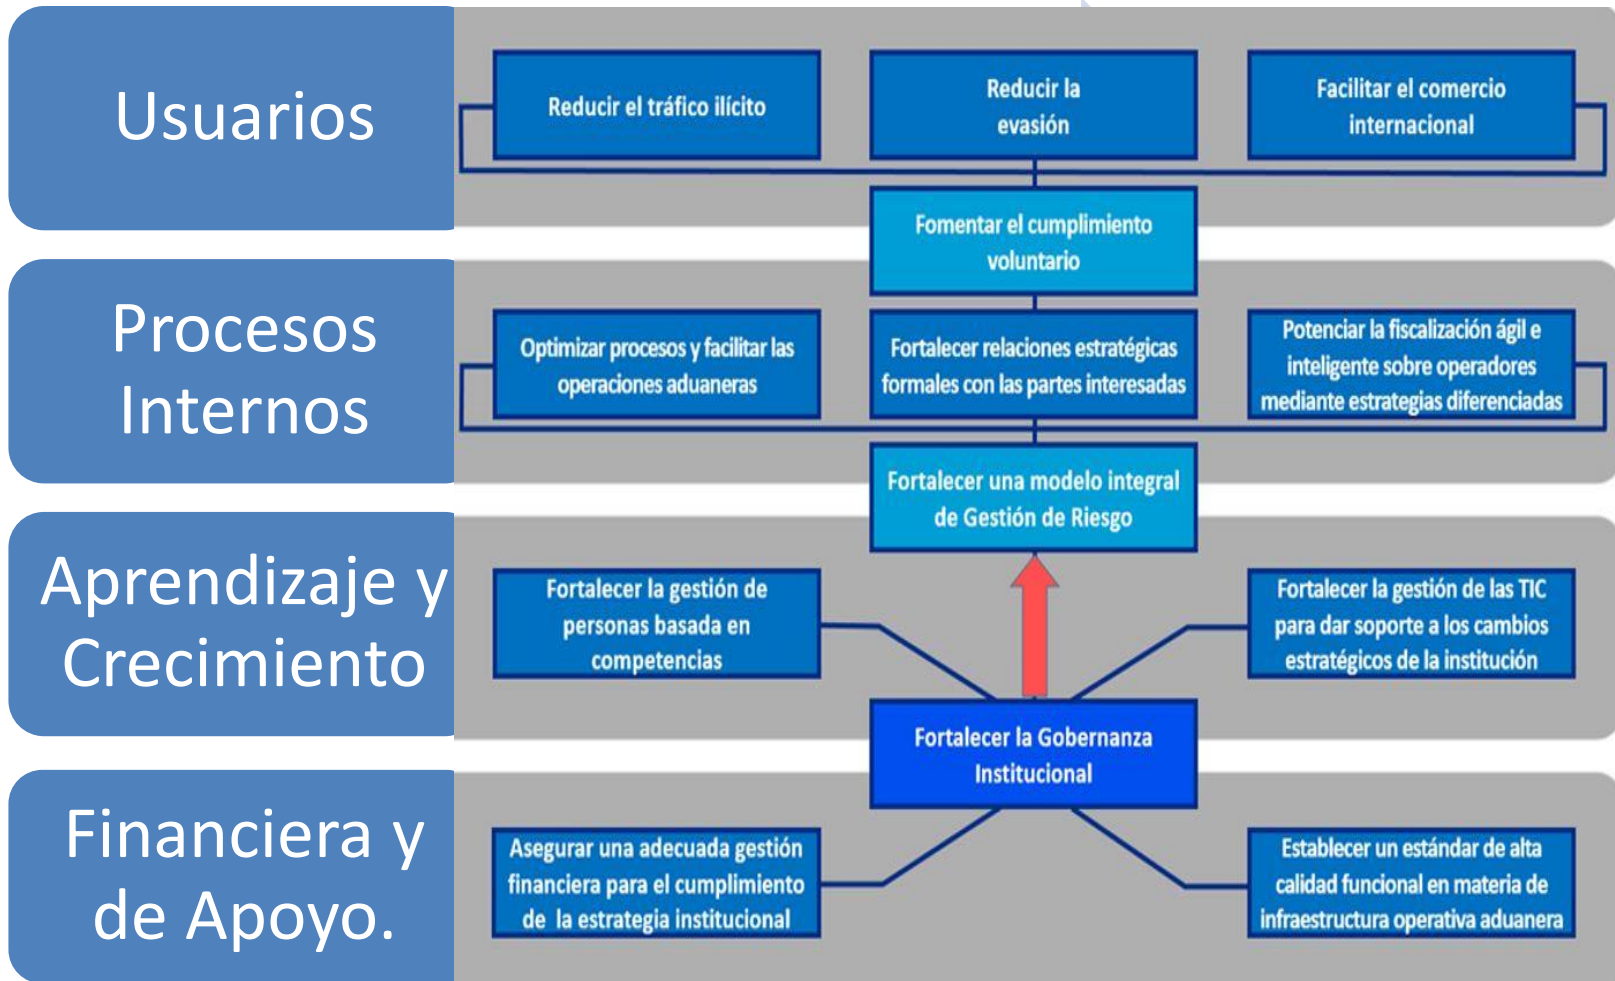 Usuarios
Reducir el tráfico ilícito
Reducir la
evasión
Facilitar el comercio
internacional
Fomentar el cumplimiento
voluntario
Procesos
Internos
Optimizar procesos y facilitar las
operaciones aduaneras
Fortalecer relaciones estratégicas
formales con las partes interesadas
Potenciar la fiscalización ágil e
inteligente sobre operadores
mediante estrategias diferenciadas
Fortalecer una modelo integral
de Gestión de Riesgo
Aprendizaje y
Crecimiento
Fortalecer la gestión de
personas basada en
competencias
Fortalecer la gestión de las TIC
para dar soporte a los cambios
estratégicos de la institución
Fortalecer la Gobernanza
Institucional
Financiera y
de Apoyo.
Asegurar una adecuada gestión
financiera para el cumplimiento
de la estrategia institucional
Establecer un estándar de alta
calidad funcional en materia de
infraestructura operativa aduanera